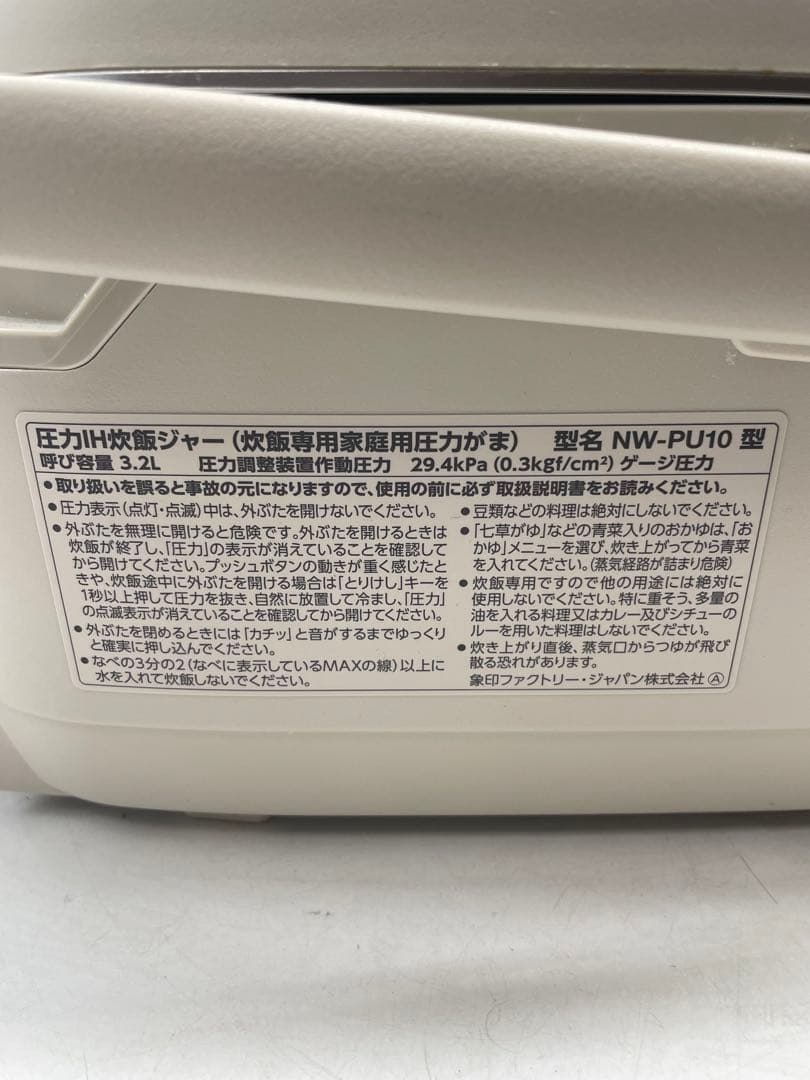 圧力IH炊飯ジャー(炊飯専用家庭用圧力がま) 型名 NW-PU10 型
呼び容量 3.2L 圧力調整装置作動圧力 29.4kPa (0.3kgf/cm²) ゲージ圧力
●取り扱いを誤ると事故の元になりますので、使用の前に必ず取扱説明書をお読みください。
●圧力表示(点灯・点滅)中は、外ぶたを開けないでください。
●外ぶたを無理に開けると危険です。外ぶたを開けるときは
炊飯が終了し、「圧力」の表示が消えていることを確認して
から開けてください。プッシュボタンの動きが重く感じたと
きや、炊飯途中に外ぶたを開ける場合は「とりけし」キーを
1秒以上押して圧力を抜き、自然に放置して冷まし、「圧力」
の点滅表示が消えていることを確認してから開けてください。
●外ぶたを閉めるときには「カチッ」と音がするまでゆっくり
と確実に押し込んでください。
●なべの3分の2(なべに表示しているMAXの線)以上に
水を入れて炊飯しないでください。
●豆類などの料理は絶対にしないでください。
●「七草がゆ」などの青菜入りのおかゆは、「お
かゆ」メニューを選び、炊き上がってから青菜
を入れてください。(蒸気経路が詰まり危険)
●炊飯専用ですので他の用途には絶対に
使用しないでください。特に重そう、多量の
油を入れる料理又はカレー及びシチューの
ルーを用いた料理はしないでください。
●炊き上がり直後、蒸気口からつゆが飛び
散る恐れがあります。
象印ファクトリー・ジャパン株式会社 Ⓐ